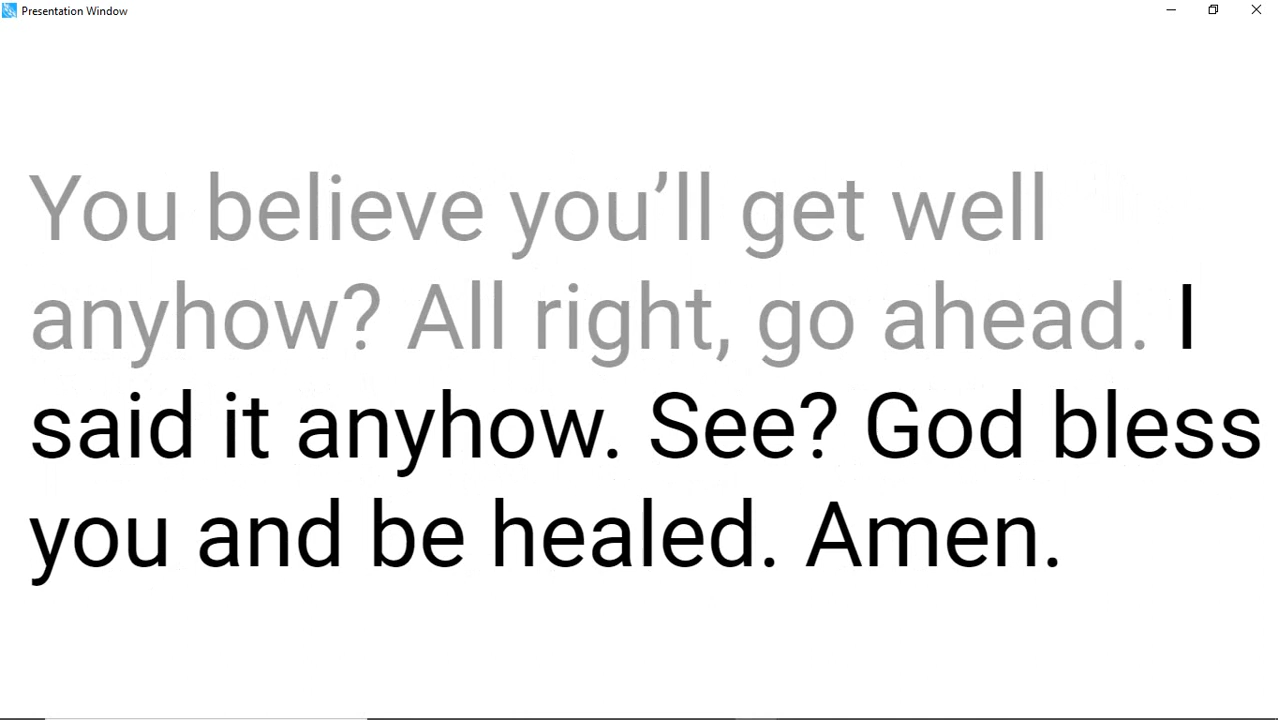 Presentation Window
You believe you’ll get well
anyhow? All right, go ahead. I
said it anyhow. See? God bless
you and be healed. Amen.